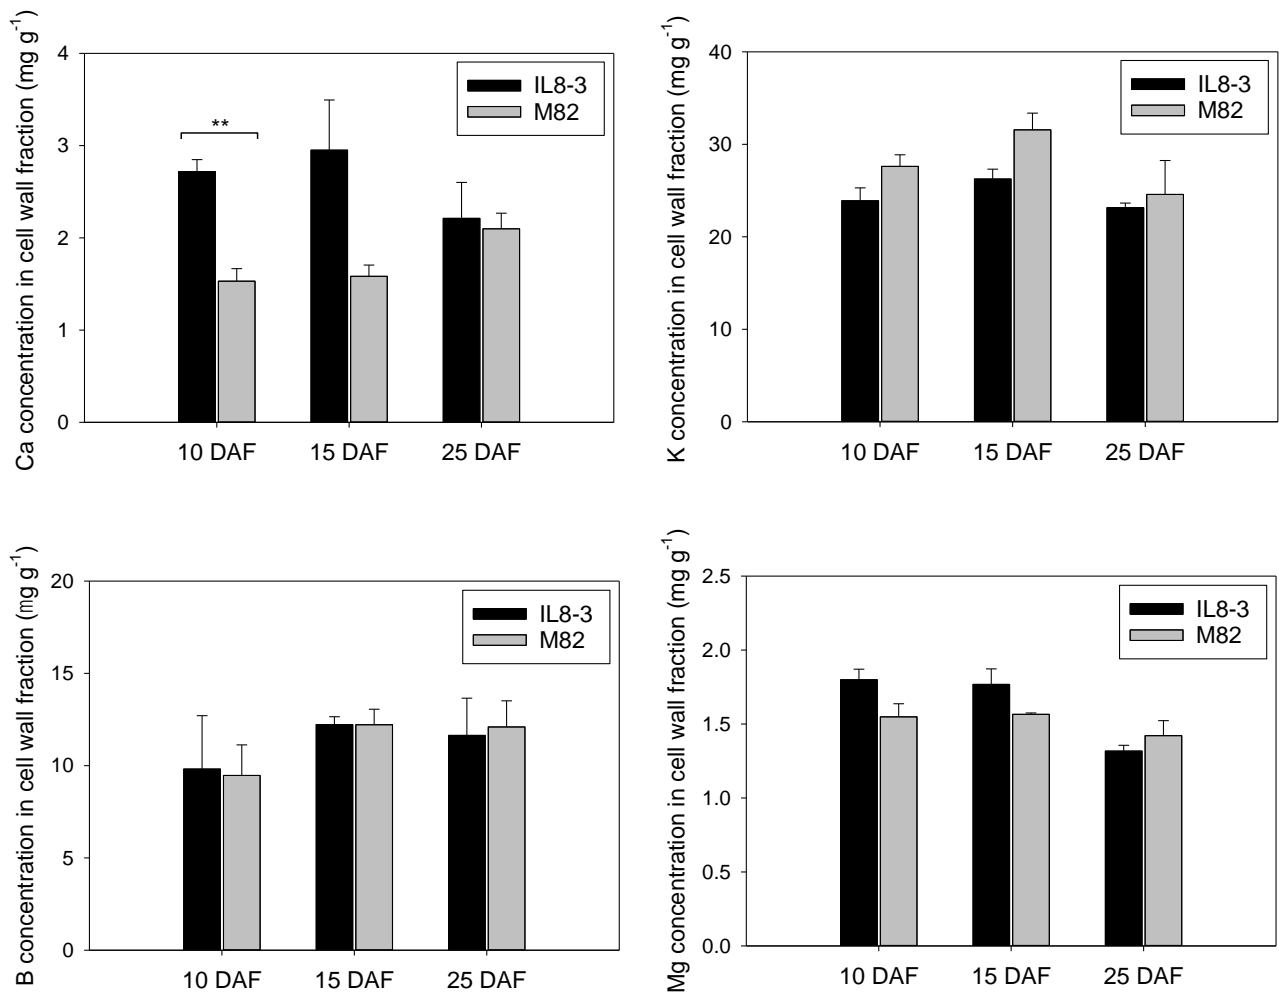 Ca concentration in cell wall fraction (mg g⁻¹)
4
3
2
1
0
**
IL8-3
M82
10 DAF
15 DAF
25 DAF
K concentration in cell wall fraction (mg g⁻¹)
40
30
20
10
0
IL8-3
M82
10 DAF
15 DAF
25 DAF
B concentration in cell wall fraction (mg g⁻¹)
20
15
10
5
0
IL8-3
M82
10 DAF
15 DAF
25 DAF
Mg concentration in cell wall fraction (mg g⁻¹)
2.5
2.0
1.5
1.0
0.5
0.0
IL8-3
M82
10 DAF
15 DAF
25 DAF